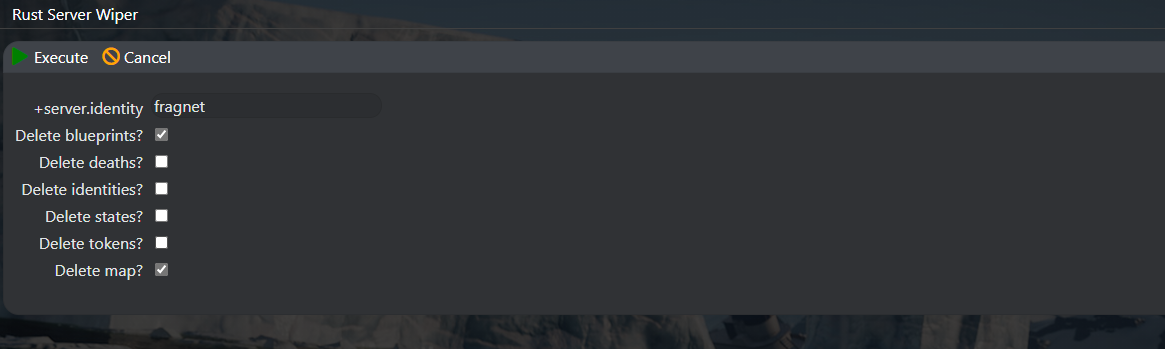 Rust Server Wiper
Execute Cancel
+server.identity fragnet
Delete blueprints?
Delete deaths?
Delete identities?
Delete states?
Delete tokens?
Delete map?